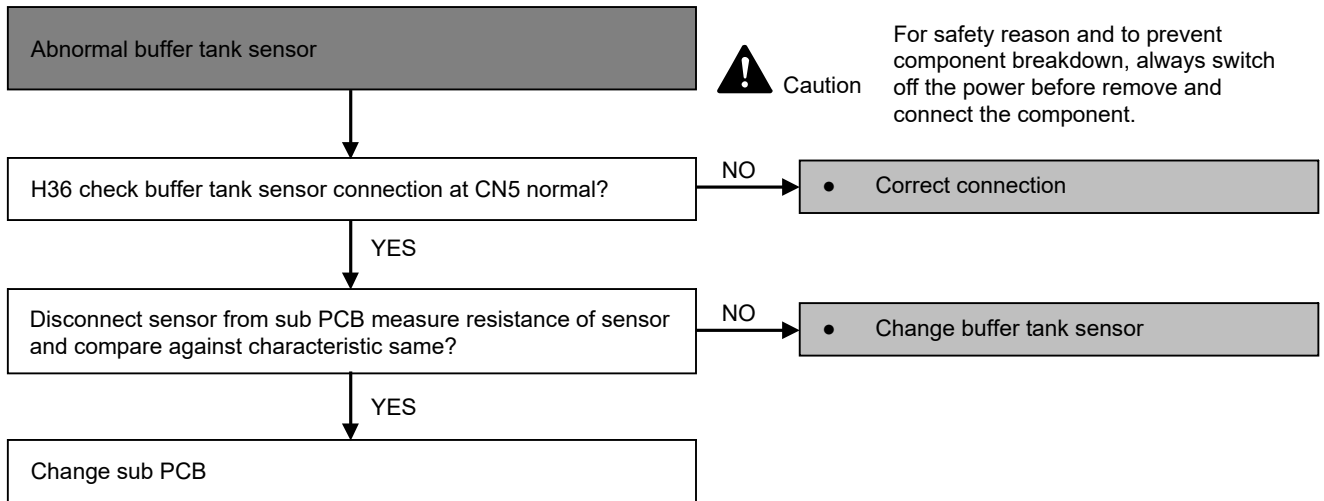 Abnormal buffer tank sensor
Caution
For safety reason and to prevent
component breakdown, always switch
off the power before remove and
connect the component.
H36 check buffer tank sensor connection at CN5 normal?
NO
● Correct connection
YES
Disconnect sensor from sub PCB measure resistance of sensor
and compare against characteristic same?
NO
● Change buffer tank sensor
YES
Change sub PCB